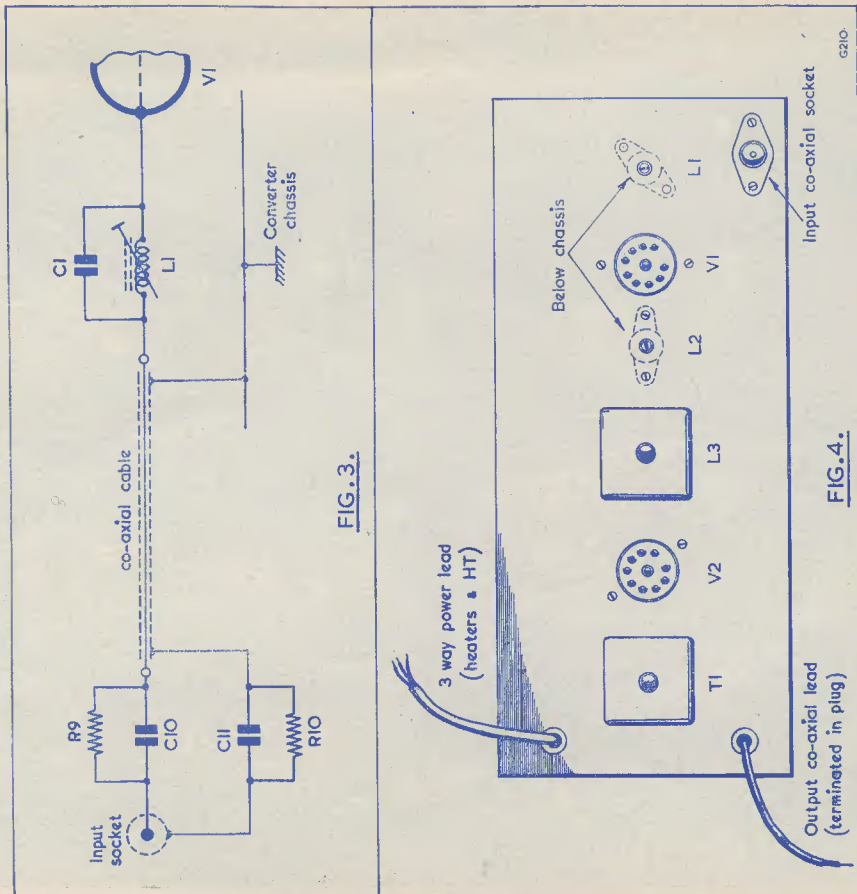 Input
socket
R9
C10
C11
R10
co-axial cable
C1
L1
V1
Converter
chassis
FIG.3.
3 way power lead
(heaters & HT)
Below chassis
T1
V2
L3
L2
V1
L1
Output co-axial lead
(terminated in plug)
Input co-axial socket
FIG.4.
G210